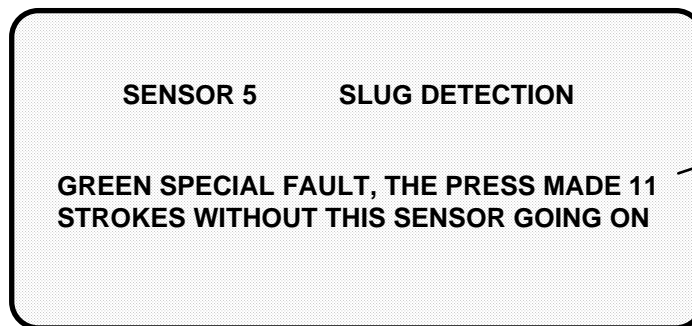 SENSOR 5 SLUG DETECTION
GREEN SPECIAL FAULT, THE PRESS MADE 11
STROKES WITHOUT THIS SENSOR GOING ON